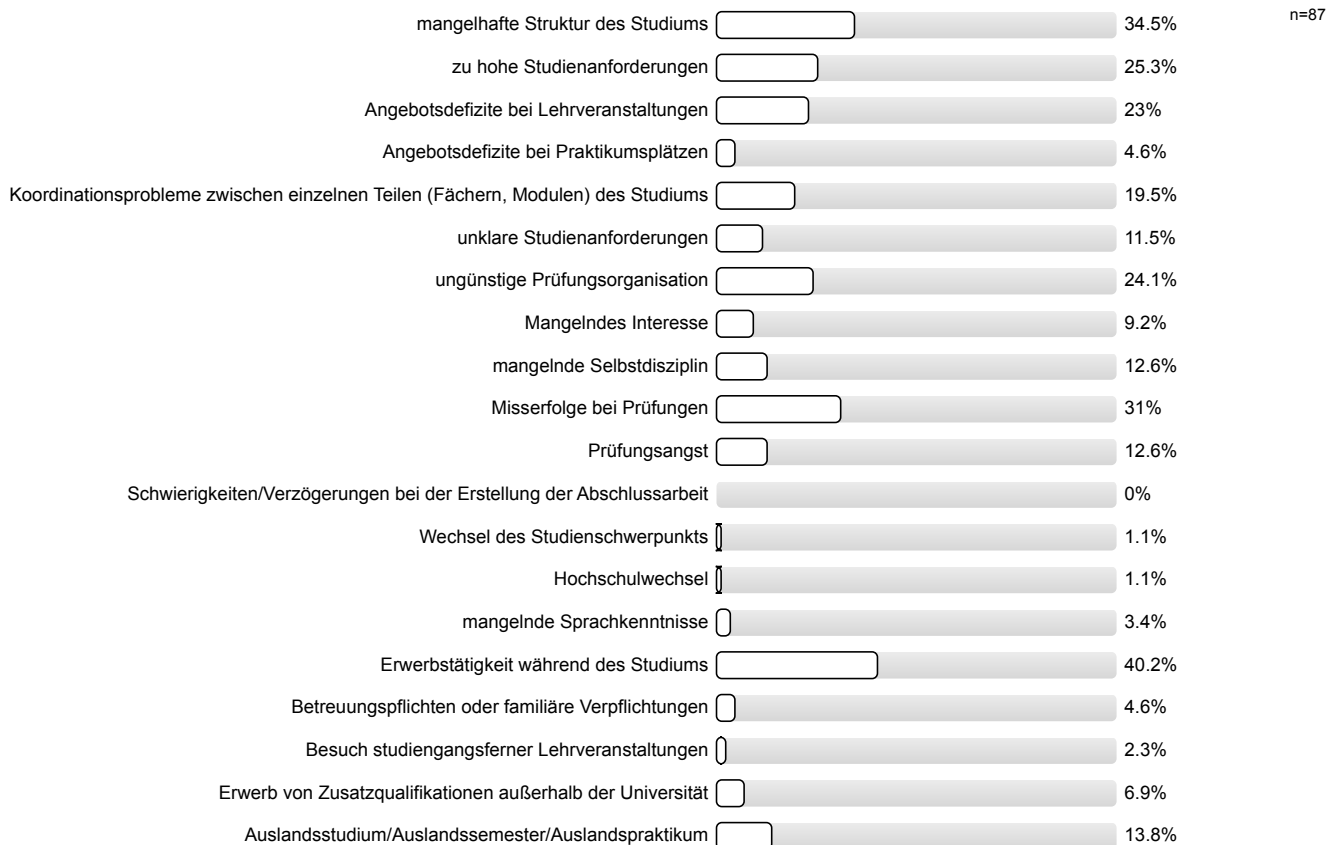 n=87
mangelhafte Struktur des Studiums 34.5%
zu hohe Studienanforderungen 25.3%
Angebotsdefizite bei Lehrveranstaltungen 23%
Angebotsdefizite bei Praktikumsplätzen 4.6%
Koordinationsprobleme zwischen einzelnen Teilen (Fächern, Modulen) des Studiums 19.5%
unklare Studienanforderungen 11.5%
ungünstige Prüfungsorganisation 24.1%
Mangelndes Interesse 9.2%
mangelnde Selbstdisziplin 12.6%
Misserfolge bei Prüfungen 31%
Prüfungsangst 12.6%
Schwierigkeiten/Verzögerungen bei der Erstellung der Abschlussarbeit 0%
Wechsel des Studienschwerpunkts 1.1%
Hochschulwechsel 1.1%
mangelnde Sprachkenntnisse 3.4%
Erwerbstätigkeit während des Studiums 40.2%
Betreuungspflichten oder familiäre Verpflichtungen 4.6%
Besuch studiengangsferner Lehrveranstaltungen 2.3%
Erwerb von Zusatzqualifikationen außerhalb der Universität 6.9%
Auslandsstudium/Auslandssemester/Auslandspraktikum 13.8%